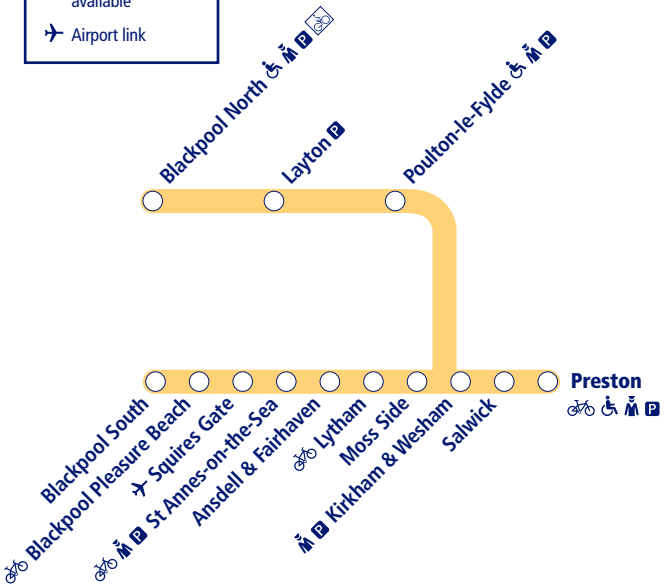 available
Airport link
Blackpool North P
Layton P
Poulton-le-Fylde P
Preston
P
Blackpool South
Blackpool Pleasure Beach
Squires Gate
P St Annes-on-the-Sea
Ansdell & Fairhaven
Lytham
Moss Side
P Kirkham & Wesham
Salwick